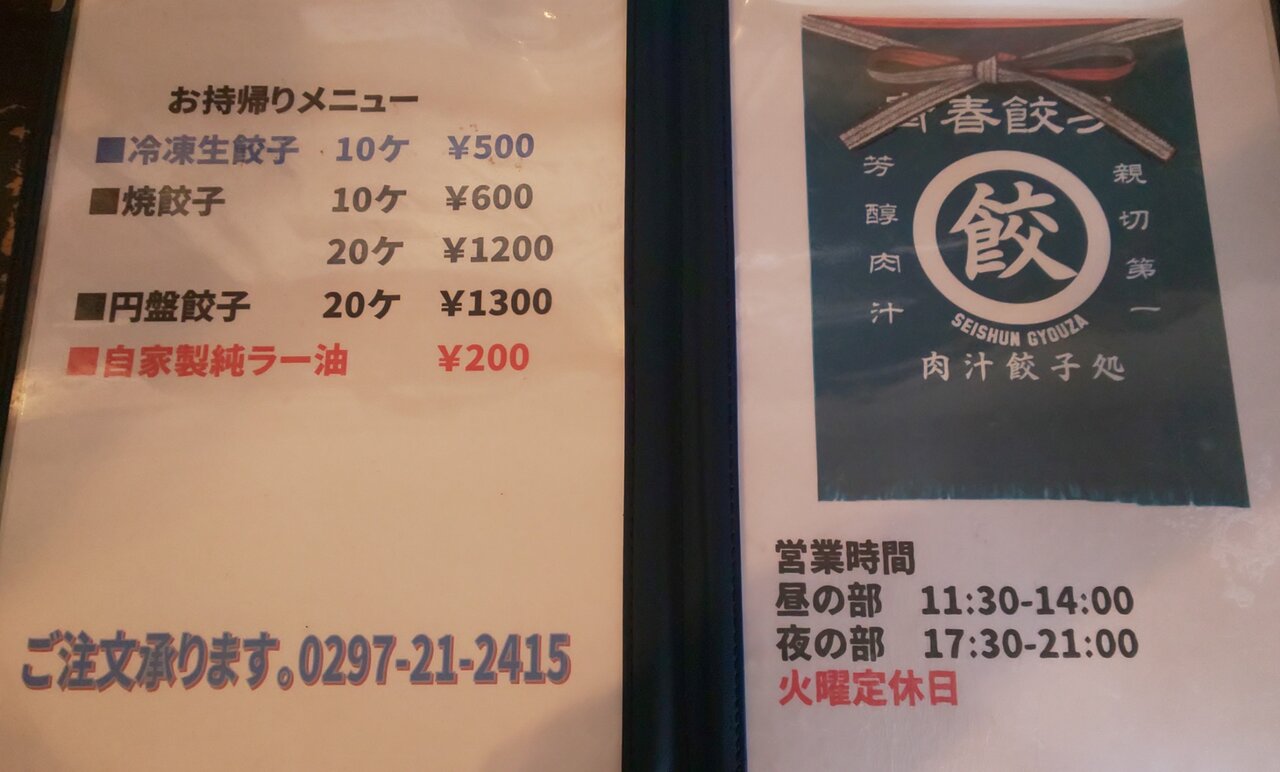 お持帰りメニュー
■冷凍生餃子 10ケ ¥500
■焼餃子 10ケ ¥600
20ケ ¥1200
■円盤餃子 20ケ ¥1300
■自家製純ラー油 ¥200
ご注文承ります。0297-21-2415
春餃
親切第一
芳醇肉汁
餃
SEISHUN GYOUZA
肉汁餃子処
営業時間
昼の部 11:30-14:00
夜の部 17:30-21:00
火曜定休日